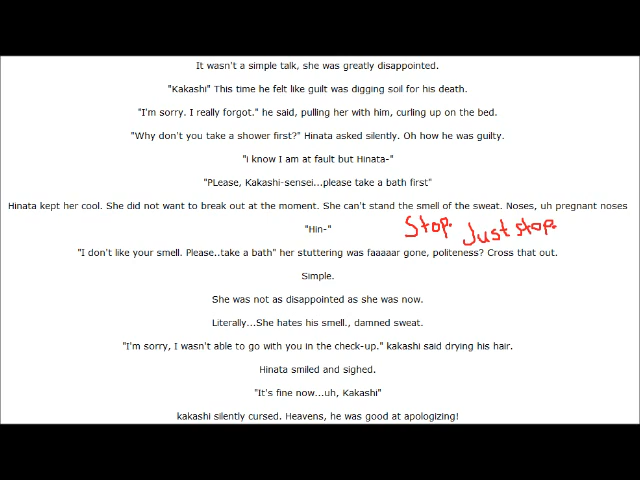 It wasn't a simple talk, she was greatly disappointed.
"Kakashi" This time he felt like guilt was digging soil for his death.
"I'm sorry. I really forgot." he said, pulling her with him, curling up on the bed.
"Why don't you take a shower first?" Hinata asked silently. Oh how he was guilty.
"i know I am at fault but Hinata-"
"PLease, Kakashi-sensei...please take a bath first"
Hinata kept her cool. She did not want to break out at the moment. She can't stand the smell of the sweat. Noses, uh pregnant noses
"Hin-"
Stop. Just stop.
"I don't like your smell. Please..take a bath" her stuttering was faaaaar gone, politeness? Cross that out.
Simple.
She was not as disappointed as she was now.
Literally...She hates his smell., damned sweat.
"I'm sorry, I wasn't able to go with you in the check-up." kakashi said drying his hair.
Hinata smiled and sighed.
"It's fine now...uh, Kakashi"
kakashi silently cursed. Heavens, he was good at apologizing!